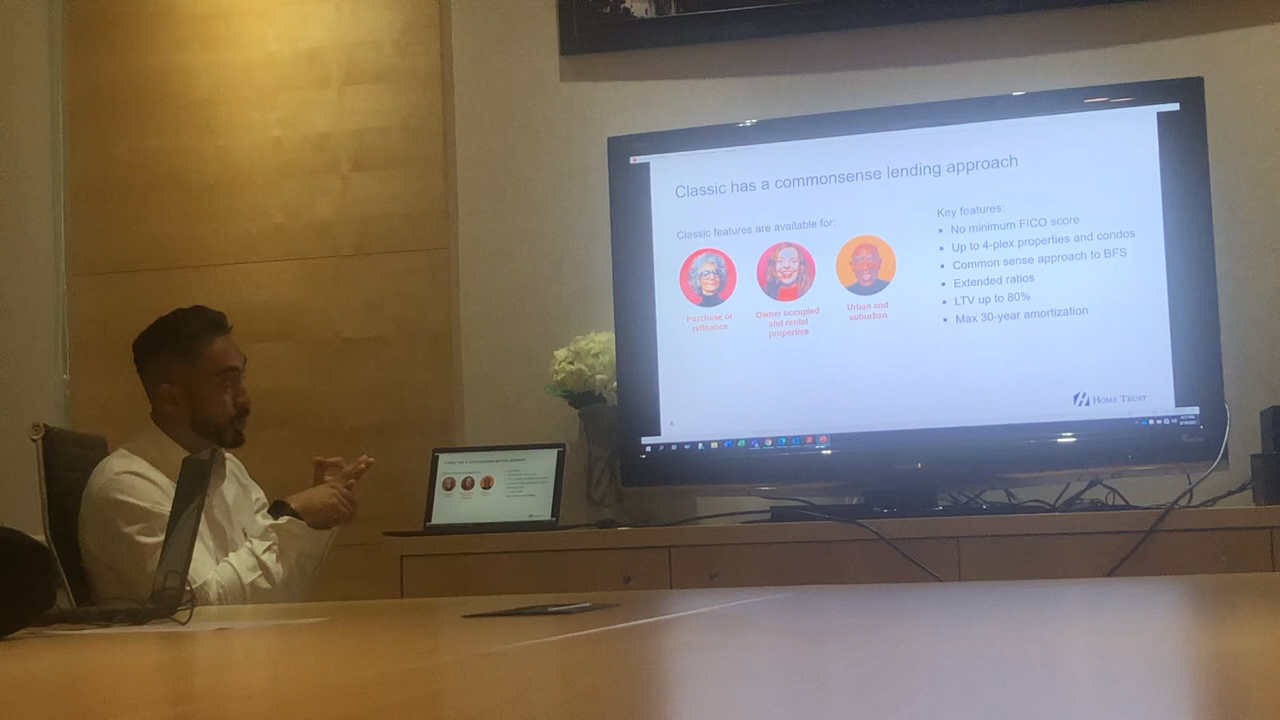 Classic has a commonsense lending approach
Classic features are available for:
Purchase or
refinance
Owner occupied
and rental
properties
Urban and
suburban
Key features:
▪ No minimum FICO score
▪ Up to 4-plex properties and condos
▪ Common sense approach to BFS
▪ Extended ratios
▪ LTV up to 80%
▪ Max 30-year amortization
HOME TRUST